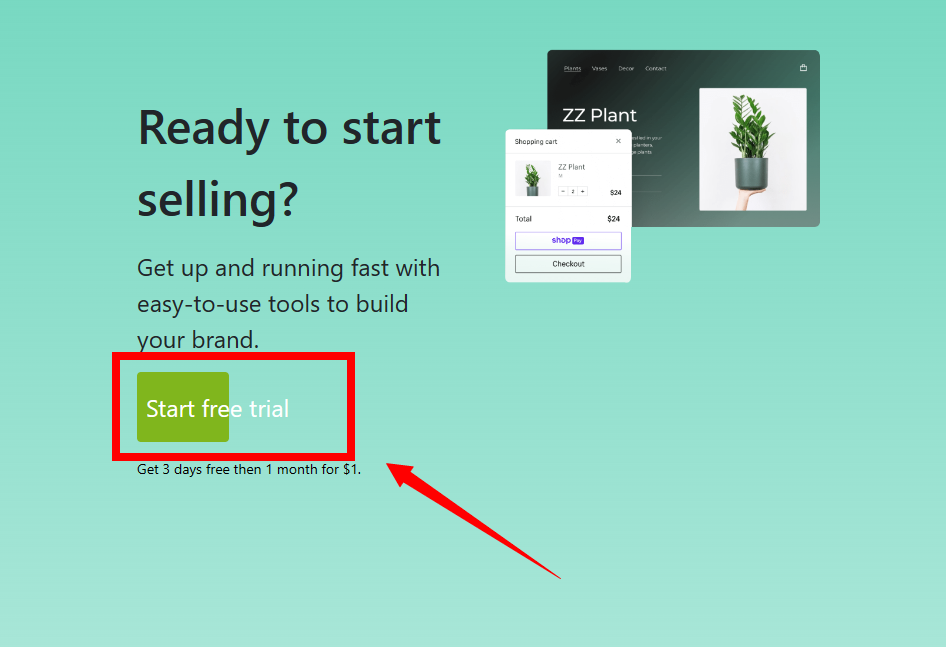 Ready to start
selling?
Get up and running fast with
easy-to-use tools to build
your brand.
Start free trial
Get 3 days free then 1 month for $1.
Plants Vases Decor Contact
ZZ Plant
planters,
plants
Shopping cart ×
ZZ Plant
M
− 2 + $24
Total $24
shop Pay
Checkout